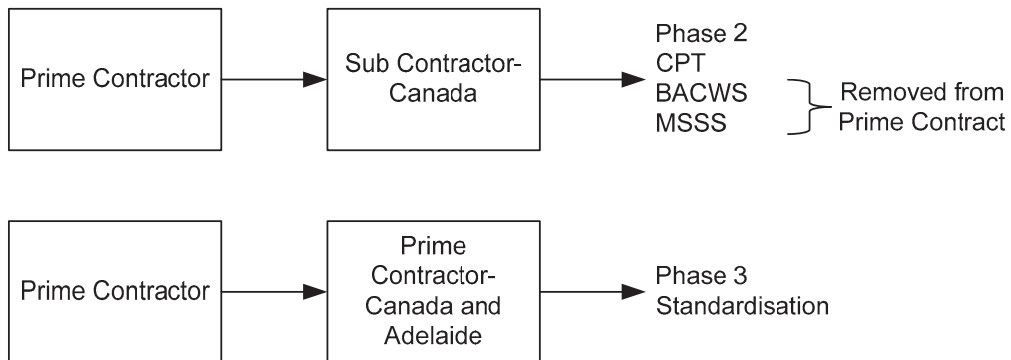 Prime Contractor
Sub Contractor-
Canada
Phase 2
CPT
BACWS
MSSS
Removed from
Prime Contract
Prime Contractor
Prime
Contractor-
Canada and
Adelaide
Phase 3
Standardisation